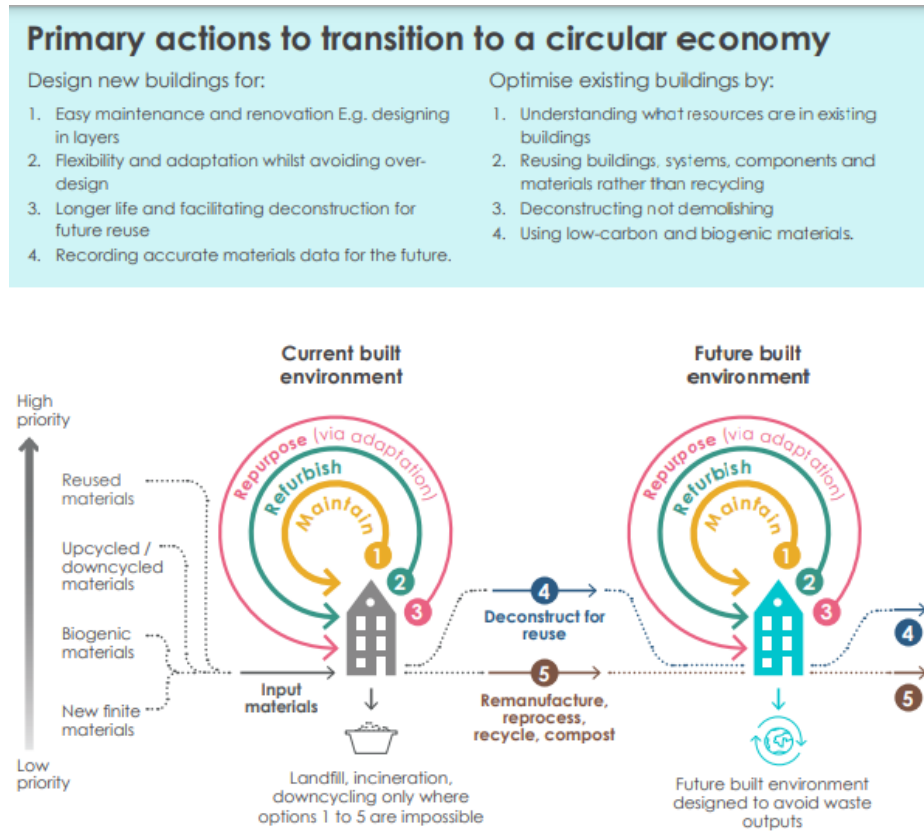 Primary actions to transition to a circular economy
Design new buildings for:
1. Easy maintenance and renovation E.g. designing
in layers
2. Flexibility and adaptation whilst avoiding over-
design
3. Longer life and facilitating deconstruction for
future reuse
4. Recording accurate materials data for the future.
Optimise existing buildings by:
1. Understanding what resources are in existing
buildings
2. Reusing buildings, systems, components and
materials rather than recycling
3. Deconstructing not demolishing
4. Using low-carbon and biogenic materials.
Current built
environment
Future built
environment
High
priority
Reused
materials
Upcycled /
downcycled
materials
Biogenic
materials
New finite
materials
Low
priority
Input
materials
Repurpose (via adaptation)
Refurbish
Maintain
1
2
3
Landfill, incineration,
downcycling only where
options 1 to 5 are impossible
4
Deconstruct for
reuse
5
Remanufacture,
reprocess,
recycle, compost
Repurpose (via adaptation)
Refurbish
Maintain
1
2
3
Future built environment
designed to avoid waste
outputs
4
5